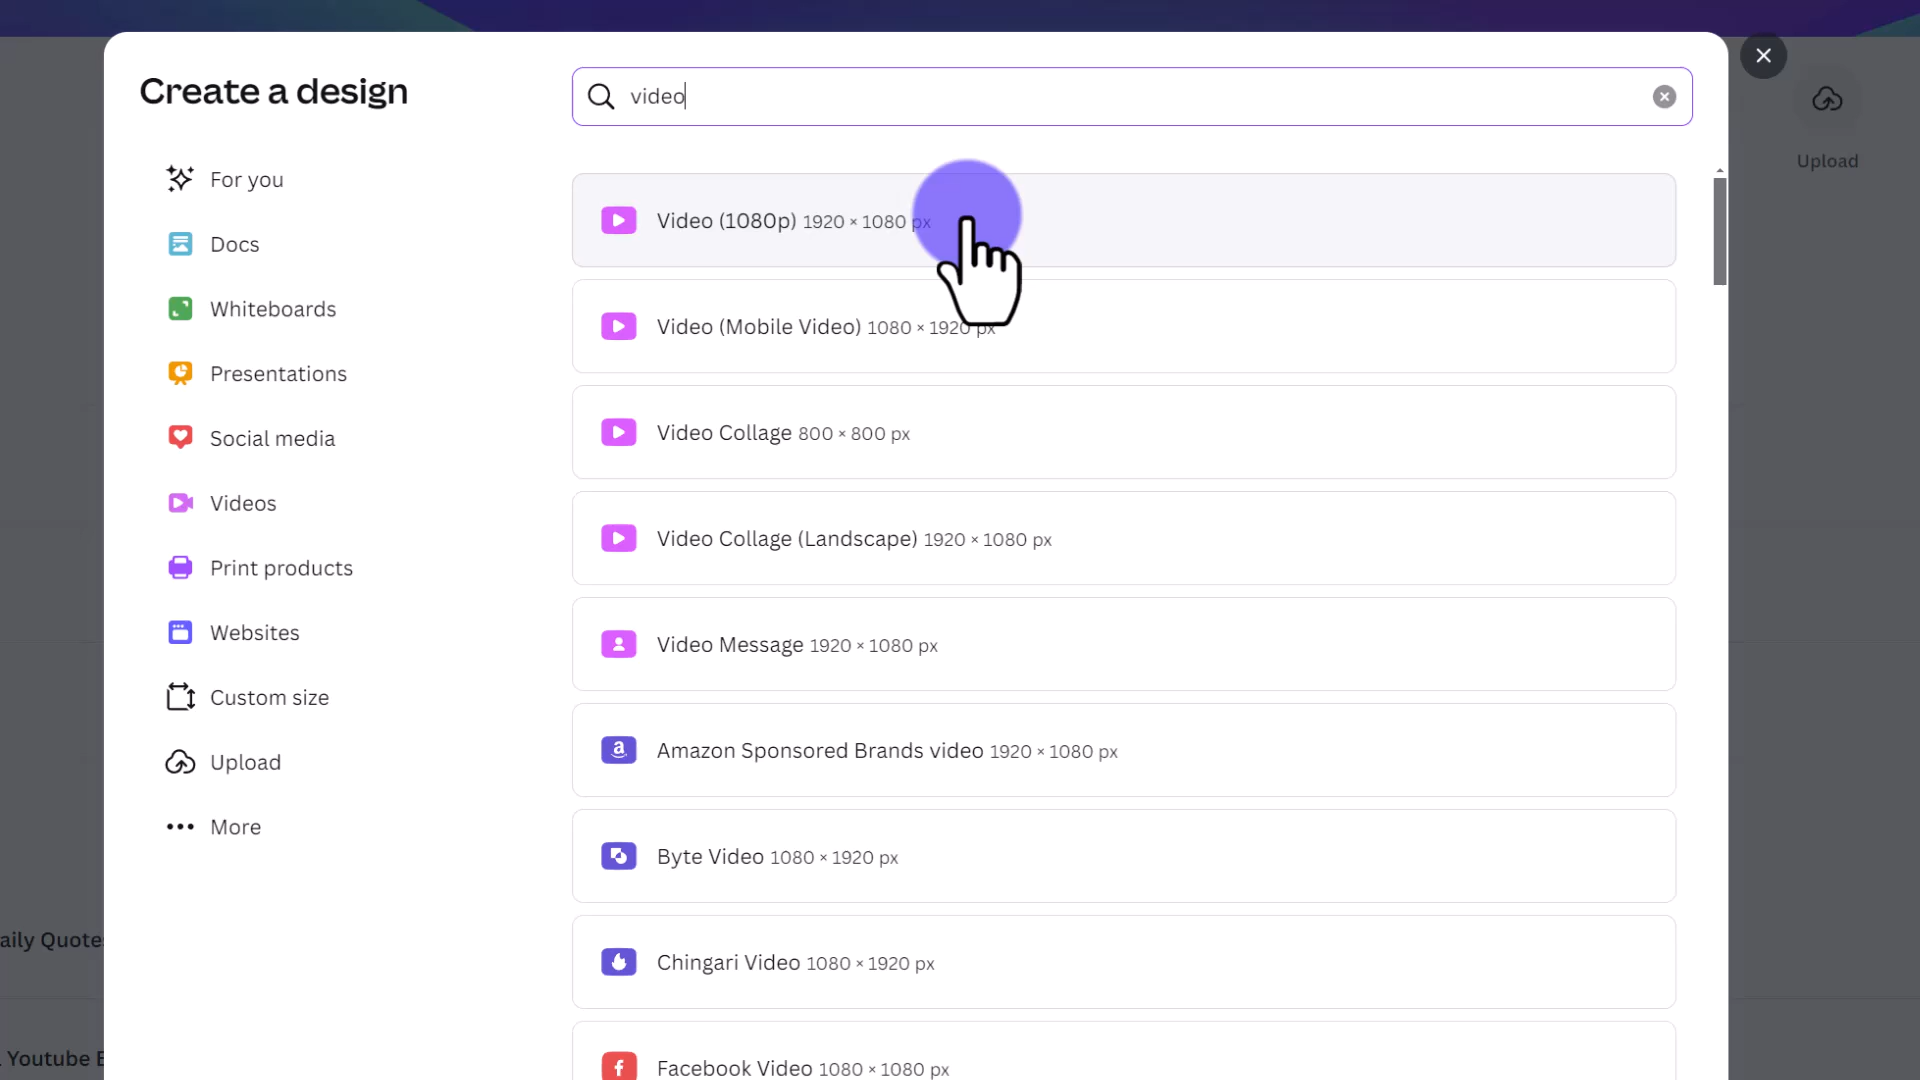 Create a design
video
Upload
For you
Docs
Whiteboards
Presentations
Social media
Videos
Print products
Websites
Custom size
Upload
More
Video (1080p) 1920 × 1080 px
Video (Mobile Video) 1080 × 1920 px
Video Collage 800 × 800 px
Video Collage (Landscape) 1920 × 1080 px
Video Message 1920 × 1080 px
Amazon Sponsored Brands video 1920 × 1080 px
Byte Video 1080 × 1920 px
Chingari Video 1080 × 1920 px
Facebook Video 1080 × 1080 px
aily Quotes
Youtube